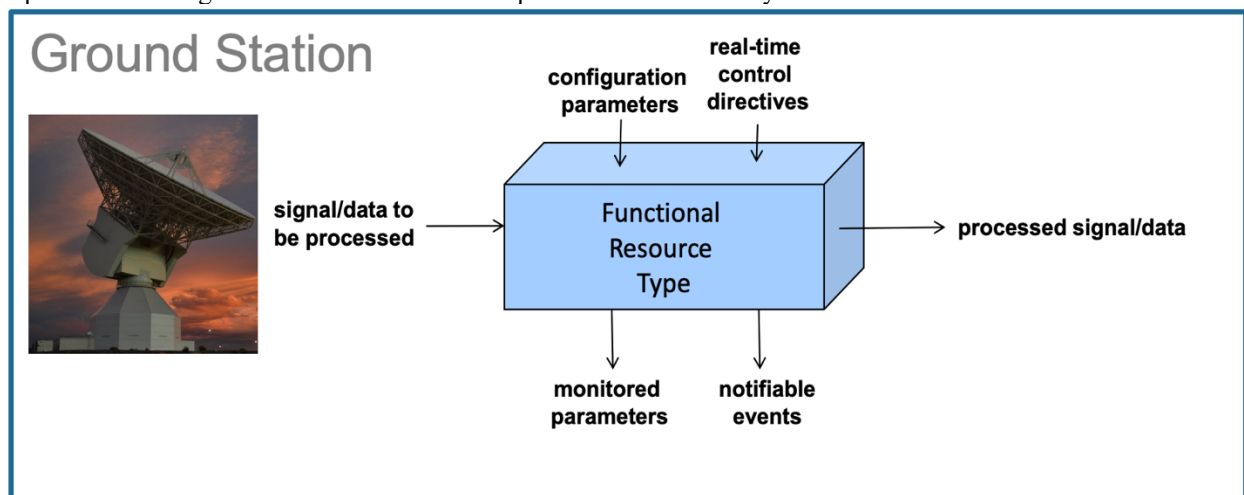 Ground Station
configuration
parameters
real-time
control
directives
signal/data to
be processed
Functional
Resource
Type
processed signal/data
monitored
parameters
notifiable
events